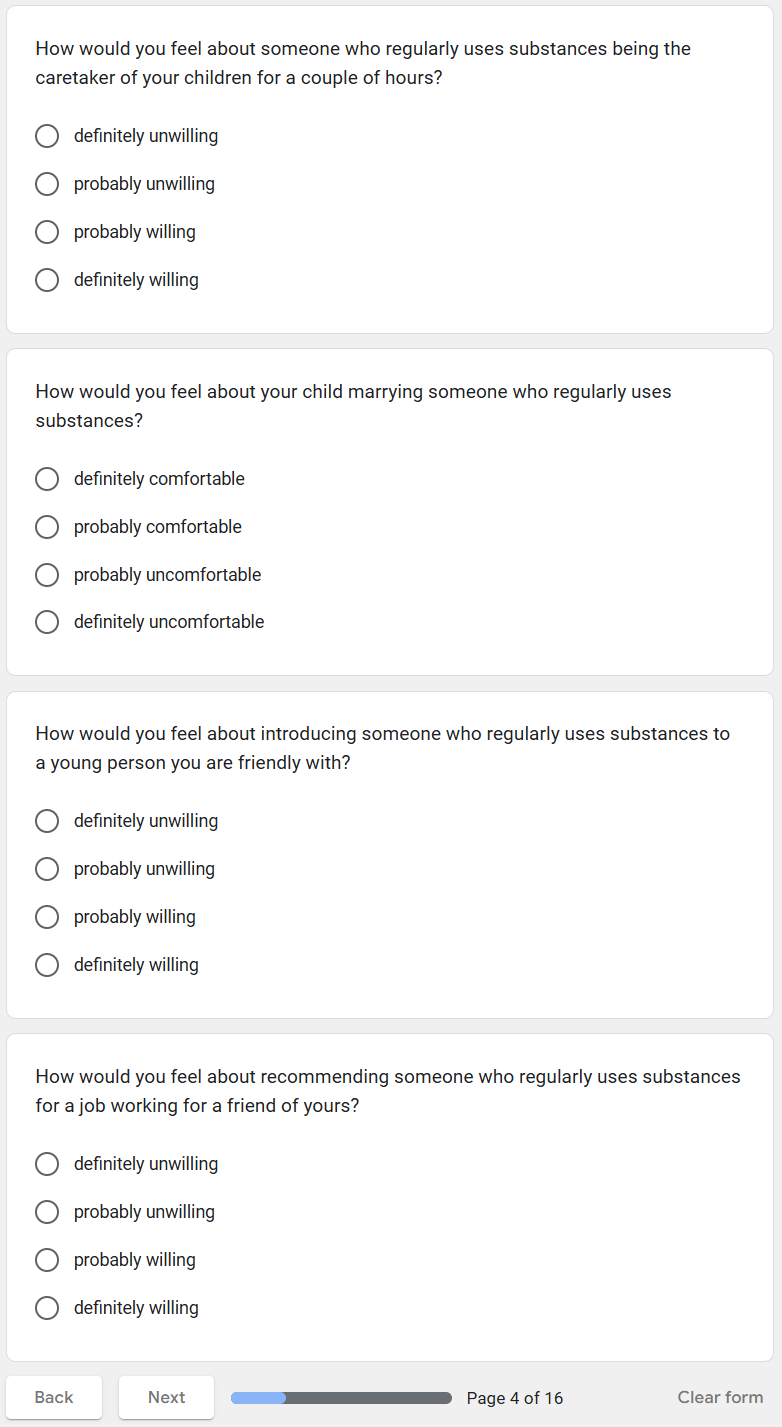 How would you feel about someone who regularly uses substances being the
caretaker of your children for a couple of hours?
definitely unwilling
probably unwilling
probably willing
definitely willing
How would you feel about your child marrying someone who regularly uses
substances?
definitely comfortable
probably comfortable
probably uncomfortable
definitely uncomfortable
How would you feel about introducing someone who regularly uses substances to
a young person you are friendly with?
definitely unwilling
probably unwilling
probably willing
definitely willing
How would you feel about recommending someone who regularly uses substances
for a job working for a friend of yours?
definitely unwilling
probably unwilling
probably willing
definitely willing
Back Next Page 4 of 16 Clear form